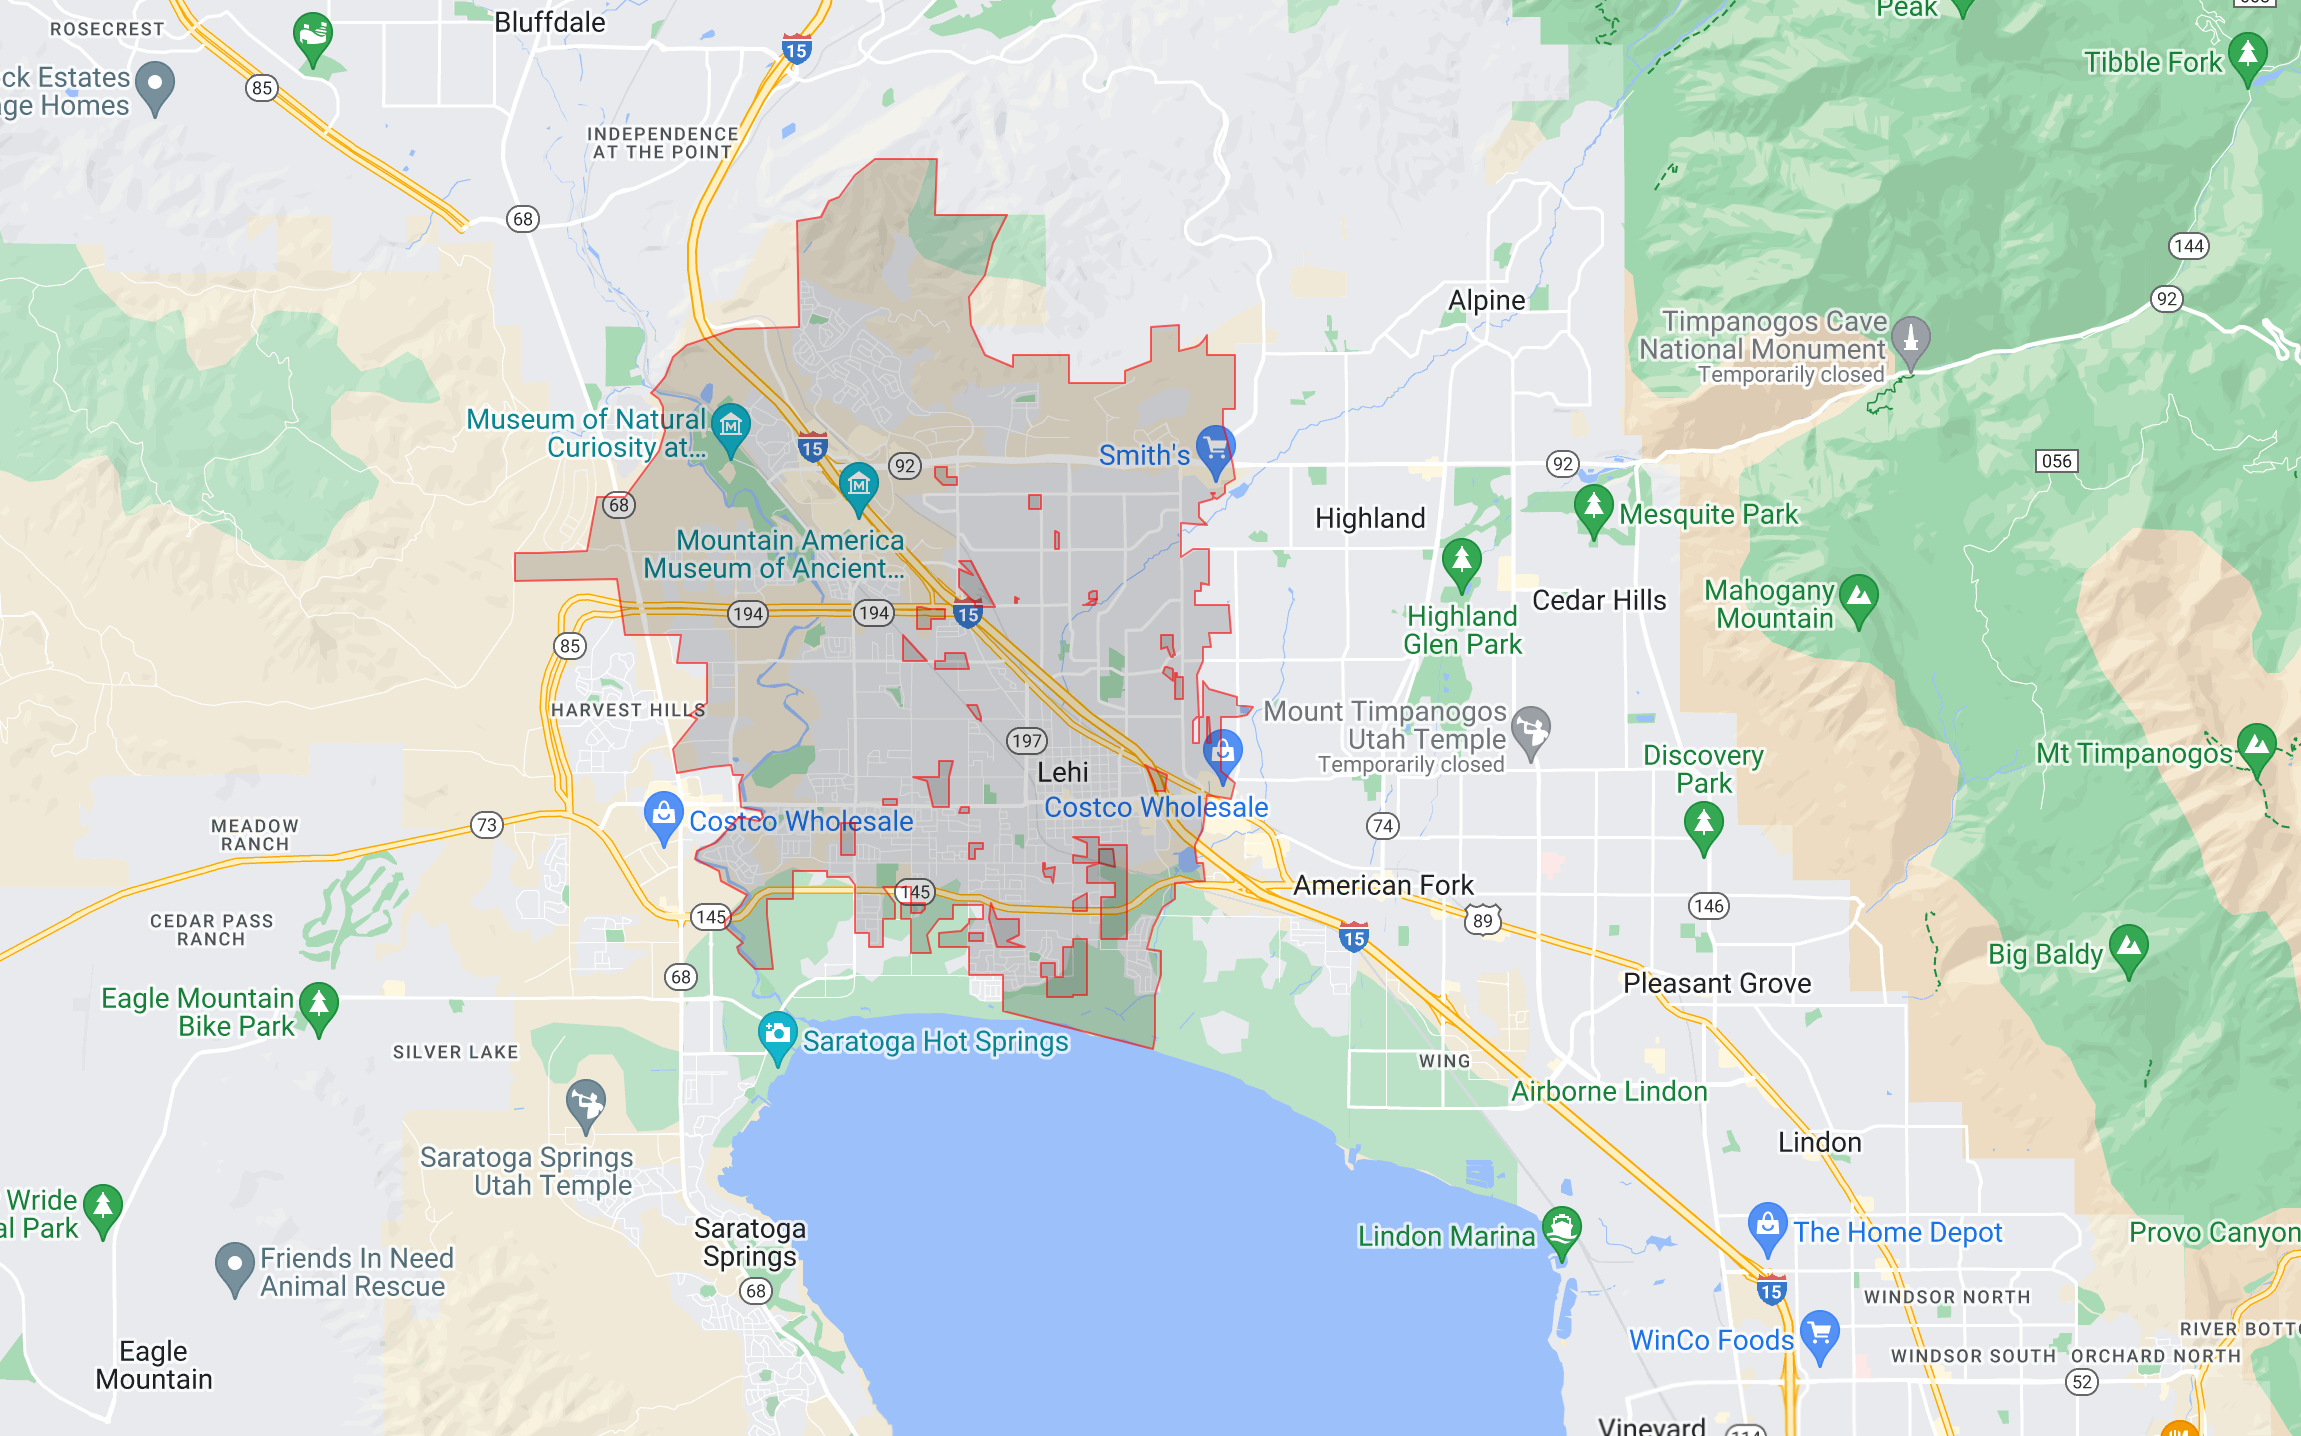 ROSECREST
Bluffdale
15
Peak
Tibble Fork
ck Estates
age Homes
85
INDEPENDENCE
AT THE POINT
68
144
92
Alpine
Timpanogos Cave
National Monument
Temporarily closed
Museum of Natural
Curiosity at...
15
92
Smith's
92
056
68
Highland
Mesquite Park
Mountain America
Museum of Ancient...
Cedar Hills
Mahogany
Mountain
194
194
15
Highland
Glen Park
85
HARVEST HILLS
Mount Timpanogos
Utah Temple
Temporarily closed
197
Lehi
Discovery
Park
Mt Timpanogos
Costco Wholesale
Costco Wholesale
73
MEADOW
RANCH
74
American Fork
145
145
89
146
CEDAR PASS
RANCH
15
Big Baldy
68
Pleasant Grove
Eagle Mountain
Bike Park
Saratoga Hot Springs
SILVER LAKE
WING
Airborne Lindon
Lindon
Saratoga Springs
Utah Temple
Wride
al Park
Saratoga
Springs
Lindon Marina
The Home Depot
Provo Canyon
Friends In Need
Animal Rescue
68
15
WINDSOR NORTH
WinCo Foods
RIVER BOTTO
WINDSOR SOUTH
ORCHARD NORTH
Eagle
Mountain
52
Vineyard
114